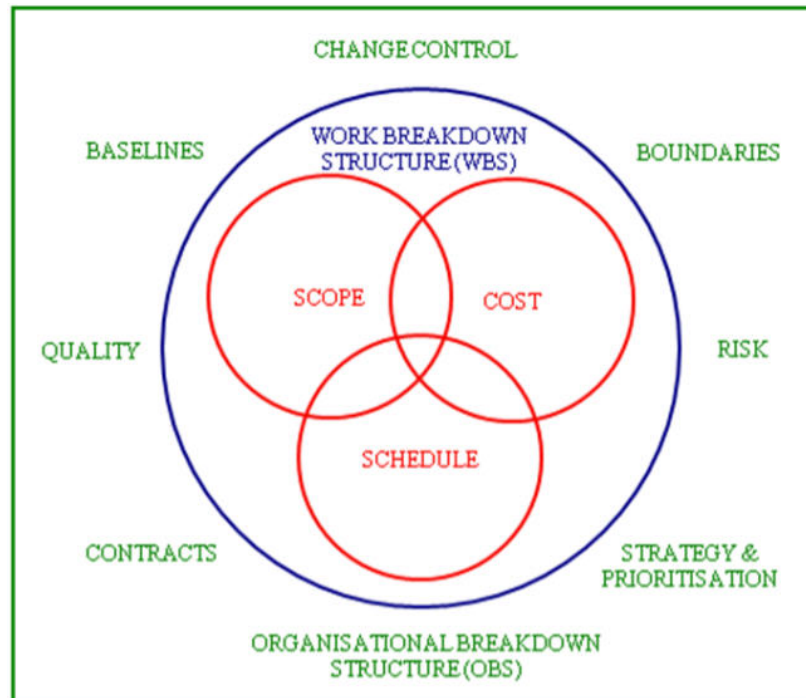 CHANGE CONTROL
BASELINES
WORK BREAKDOWN
STRUCTURE (WBS)
BOUNDARIES
SCOPE
COST
QUALITY
RISK
SCHEDULE
CONTRACTS
STRATEGY &
PRIORITISATION
ORGANISATIONAL BREAKDOWN
STRUCTURE (OBS)